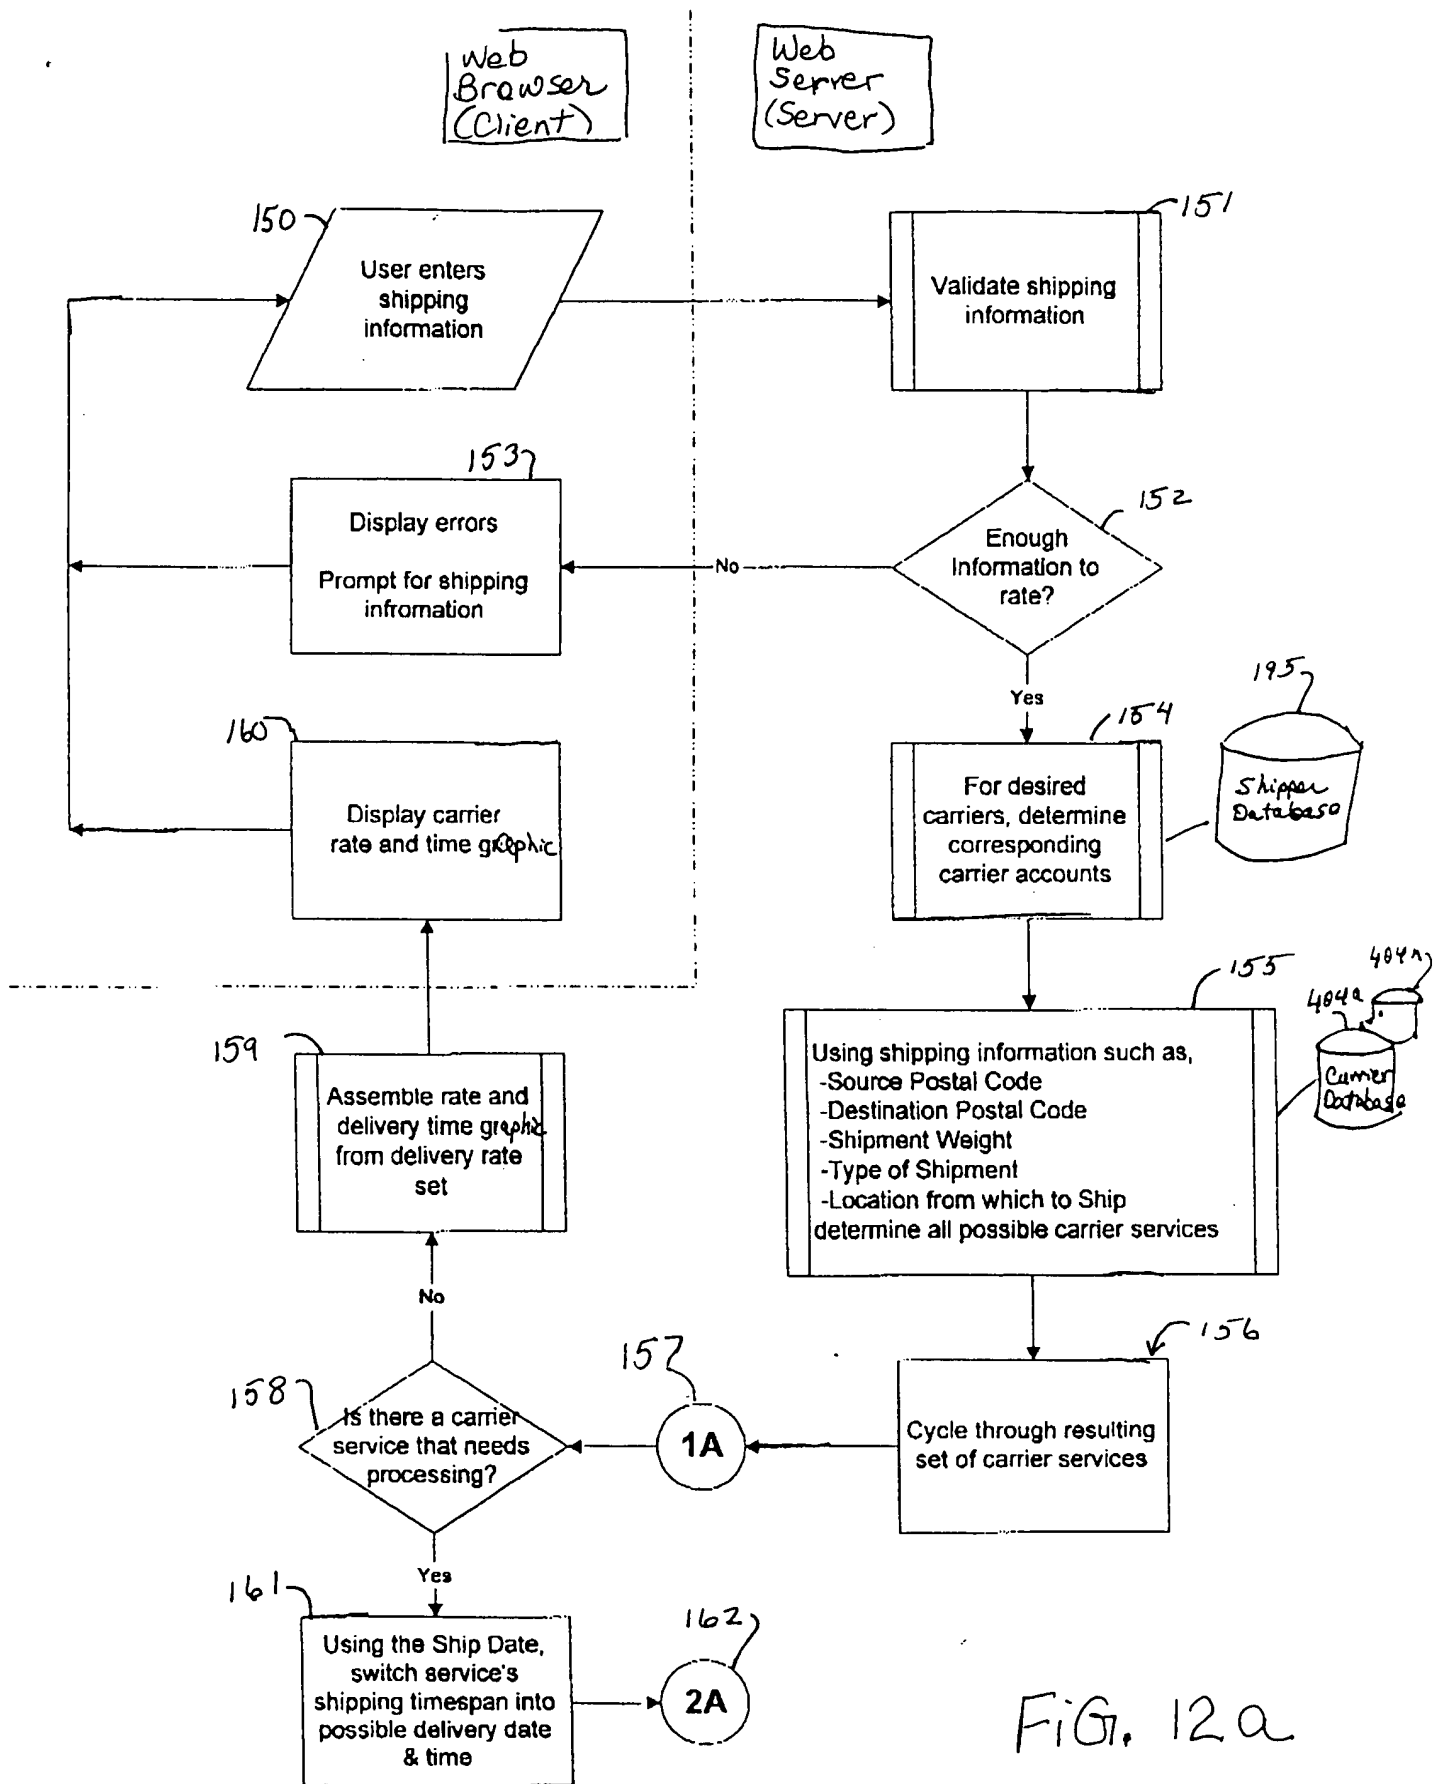 Web
Browser
(Client)
Web
Server
(Server)
150
User enters
shipping
information
151
Validate shipping
information
153
Display errors
Prompt for shipping
infromation
No
152
Enough
Information to
rate?
Yes
160
Display carrier
rate and time graphic
154
For desired
carriers, determine
corresponding
carrier accounts
195
Shipper
Database
155
Using shipping information such as,
-Source Postal Code
-Destination Postal Code
-Shipment Weight
-Type of Shipment
-Location from which to Ship
determine all possible carrier services
404a
404n
Carrier
Database
159
Assemble rate and
delivery time graphic
from delivery rate
set
No
158
Is there a carrier
service that needs
processing?
157
1A
156
Cycle through resulting
set of carrier services
Yes
161
Using the Ship Date,
switch service's
shipping timespan into
possible delivery date
& time
162
2A
FIG. 12a